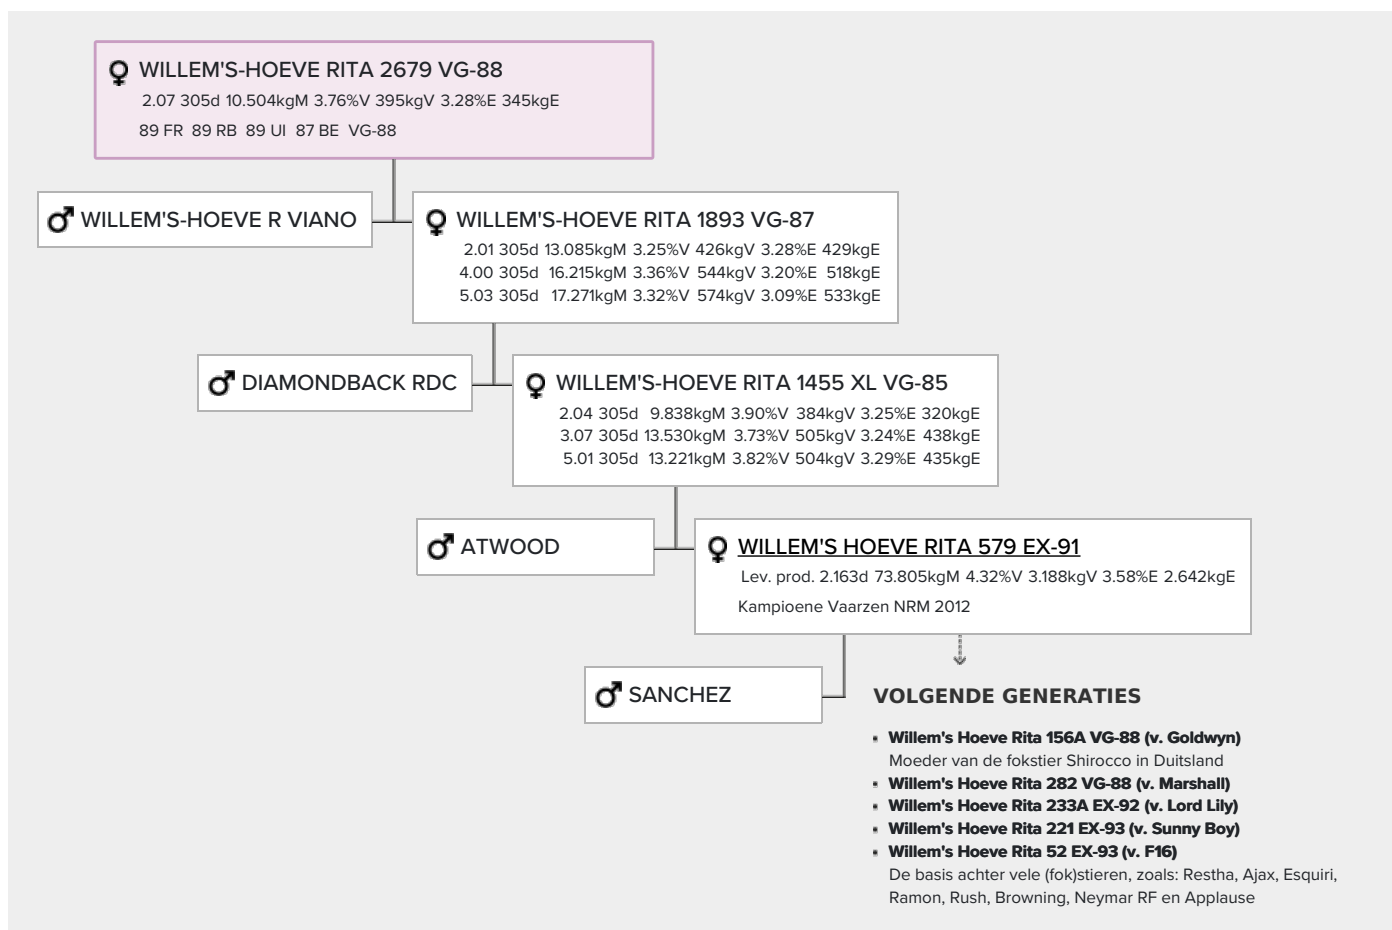 WILLEM'S-HOEVE RITA 2679 VG-88
2.07 305d 10.504kgM 3.76%V 395kgV 3.28%E 345kgE
89 FR 89 RB 89 UI 87 BE VG-88
WILLEM'S-HOEVE R VIANO
WILLEM'S-HOEVE RITA 1893 VG-87
2.01 305d 13.085kgM 3.25%V 426kgV 3.28%E 429kgE
4.00 305d 16.215kgM 3.36%V 544kgV 3.20%E 518kgE
5.03 305d 17.271kgM 3.32%V 574kgV 3.09%E 533kgE
DIAMONDBACK RDC
WILLEM'S-HOEVE RITA 1455 XL VG-85
2.04 305d 9.838kgM 3.90%V 384kgV 3.25%E 320kgE
3.07 305d 13.530kgM 3.73%V 505kgV 3.24%E 438kgE
5.01 305d 13.221kgM 3.82%V 504kgV 3.29%E 435kgE
ATWOOD
WILLEM'S HOEVE RITA 579 EX-91
Lev. prod. 2.163d 73.805kgM 4.32%V 3.188kgV 3.58%E 2.642kgE
Kampioene Vaarzen NRM 2012
SANCHEZ
VOLGENDE GENERATIES
Willem's Hoeve Rita 156A VG-88 (v. Goldwyn)
Moeder van de fokstier Shirocco in Duitsland
Willem's Hoeve Rita 282 VG-88 (v. Marshall)
Willem's Hoeve Rita 233A EX-92 (v. Lord Lily)
Willem's Hoeve Rita 221 EX-93 (v. Sunny Boy)
Willem's Hoeve Rita 52 EX-93 (v. F16)
De basis achter vele (fok)stieren, zoals: Restha, Ajax, Esquiri,
Ramon, Rush, Browning, Neymar RF en Applause